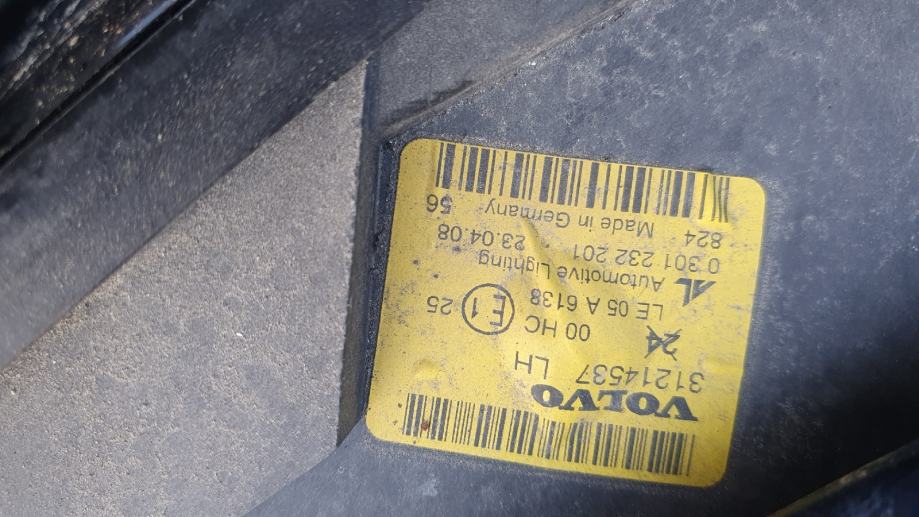 VOLVO
31214537 LH
24 00 HC E1 25
LE 05 A 6138
AL Automotive Lighting
0 301 232 201 23.04.08
824 Made in Germany 56